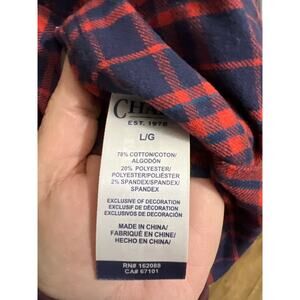 EST. 1978
L/G
78% COTTON/COTON/
ALGODÓN
20% POLYESTER/
POLYESTER/POLIÉSTER
2% SPANDEX/SPANDEX/
SPANDEX
EXCLUSIVE OF DECORATION
EXCLUSIF DE DÉCORATION
EXCLUSIVOS DE DECORACIÓN
MADE IN CHINA/
FABRIQUÉ EN CHINE/
HECHO EN CHINA
RN# 162088
CA# 67101